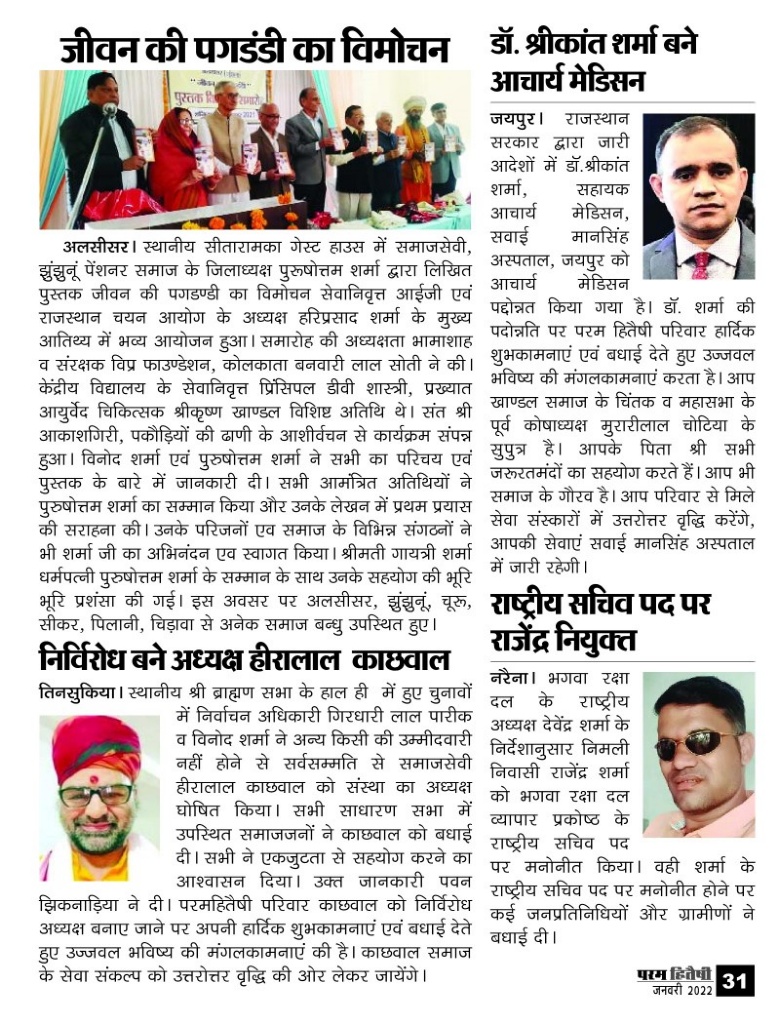 जीवन की पगडंडी का विमोचन
पुस्तक
2021
अलसीसर। स्थानीय सीतारामका गेस्ट हाउस में समाजसेवी,
झुंझुनूं पेंशनर समाज के जिलाध्यक्ष पुरुषोत्तम शर्मा द्वारा लिखित
पुस्तक जीवन की पगडण्डी का विमोचन सेवानिवृत्त आईजी एवं
राजस्थान चयन आयोग के अध्यक्ष हरिप्रसाद शर्मा के मुख्य
आतिथ्य में भव्य आयोजन हुआ। समारोह की अध्यक्षता भामाशाह
व संरक्षक विप्र फाउण्डेशन, कोलकाता बनवारी लाल सोती ने की।
केंद्रीय विद्यालय के सेवानिवृत्त प्रिंसिपल डीवी शास्त्री, प्रख्यात
आयुर्वेद चिकित्सक श्रीकृष्ण खाण्डल विशिष्ट अतिथि थे। संत श्री
आकाशगिरी, पकौड़ियों की ढाणी के आशीर्वचन से कार्यक्रम संपन्न
हुआ। विनोद शर्मा एवं पुरुषोत्तम शर्मा ने सभी का परिचय एवं
पुस्तक के बारे में जानकारी दी। सभी आमंत्रित अतिथियों ने
पुरुषोत्तम शर्मा का सम्मान किया और उनके लेखन में प्रथम प्रयास
की सराहना की। उनके परिजनों एव समाज के विभिन्न संगठनों ने
भी शर्मा जी का अभिनंदन एव स्वागत किया। श्रीमती गायत्री शर्मा
धर्मपत्नी पुरुषोत्तम शर्मा के सम्मान के साथ उनके सहयोग की भूरि
भूरि प्रशंसा की गई। इस अवसर पर अलसीसर, झुंझुनूं, चूरू,
सीकर, पिलानी, चिड़ावा से अनेक समाज बन्धु उपस्थित हुए।
निर्विरोध बने अध्यक्ष हीरालाल काछवाल
तिनसुकिया। स्थानीय श्री ब्राह्मण सभा के हाल ही में हुए चुनावों
में निर्वाचन अधिकारी गिरधारी लाल पारीक
व विनोद शर्मा ने अन्य किसी की उम्मीदवारी
नहीं होने से सर्वसम्मति से समाजसेवी
हीरालाल काछवाल को संस्था का अध्यक्ष
घोषित किया। सभी साधारण सभा में
उपस्थित समाजजनों ने काछवाल को बधाई
दी। सभी ने एकजुटता से सहयोग करने का
आश्वासन दिया। उक्त जानकारी पवन
झिकनाड़िया ने दी। परमहितैषी परिवार काछवाल को निर्विरोध
अध्यक्ष बनाए जाने पर अपनी हार्दिक शुभकामनाएं एवं बधाई देते
हुए उज्जवल भविष्य की मंगलकामनाएं की है। काछवाल समाज
के सेवा संकल्प को उत्तरोत्तर वृद्धि की ओर लेकर जायेंगे।
डॉ. श्रीकांत शर्मा बने
आचार्य मेडिसन
जयपुर। राजस्थान
सरकार द्वारा जारी
आदेशों में डॉ.श्रीकांत
शर्मा, सहायक
आचार्य मेडिसन,
सवाई मानसिंह
अस्पताल, जयपुर को
आचार्य मेडिसन
पद्दोन्नत किया गया है। डॉ. शर्मा की
पदोन्नति पर परम हितैषी परिवार हार्दिक
शुभकामनाएं एवं बधाई देते हुए उज्जवल
भविष्य की मंगलकामनाएं करता है। आप
खाण्डल समाज के चिंतक व महासभा के
पूर्व कोषाध्यक्ष मुरारीलाल चोटिया के
सुपुत्र है। आपके पिता श्री सभी
जरूरतमंदों का सहयोग करते हैं। आप भी
समाज के गौरव है। आप परिवार से मिले
सेवा संस्कारों में उत्तरोत्तर वृद्धि करेंगे,
आपकी सेवाएं सवाई मानसिंह अस्पताल
में जारी रहेगी।
राष्ट्रीय सचिव पद पर
राजेंद्र नियुक्त
नरैना। भगवा रक्षा
दल के राष्ट्रीय
अध्यक्ष देवेंद्र शर्मा के
निर्देशानुसार निमली
निवासी राजेंद्र शर्मा
को भगवा रक्षा दल
व्यापार प्रकोष्ठ के
राष्ट्रीय सचिव पद
पर मनोनीत किया। वही शर्मा के
राष्ट्रीय सचिव पद पर मनोनीत होने पर
कई जनप्रतिनिधियों और ग्रामीणों ने
बधाई दी।
परम हितैषी
जनवरी 2022
31